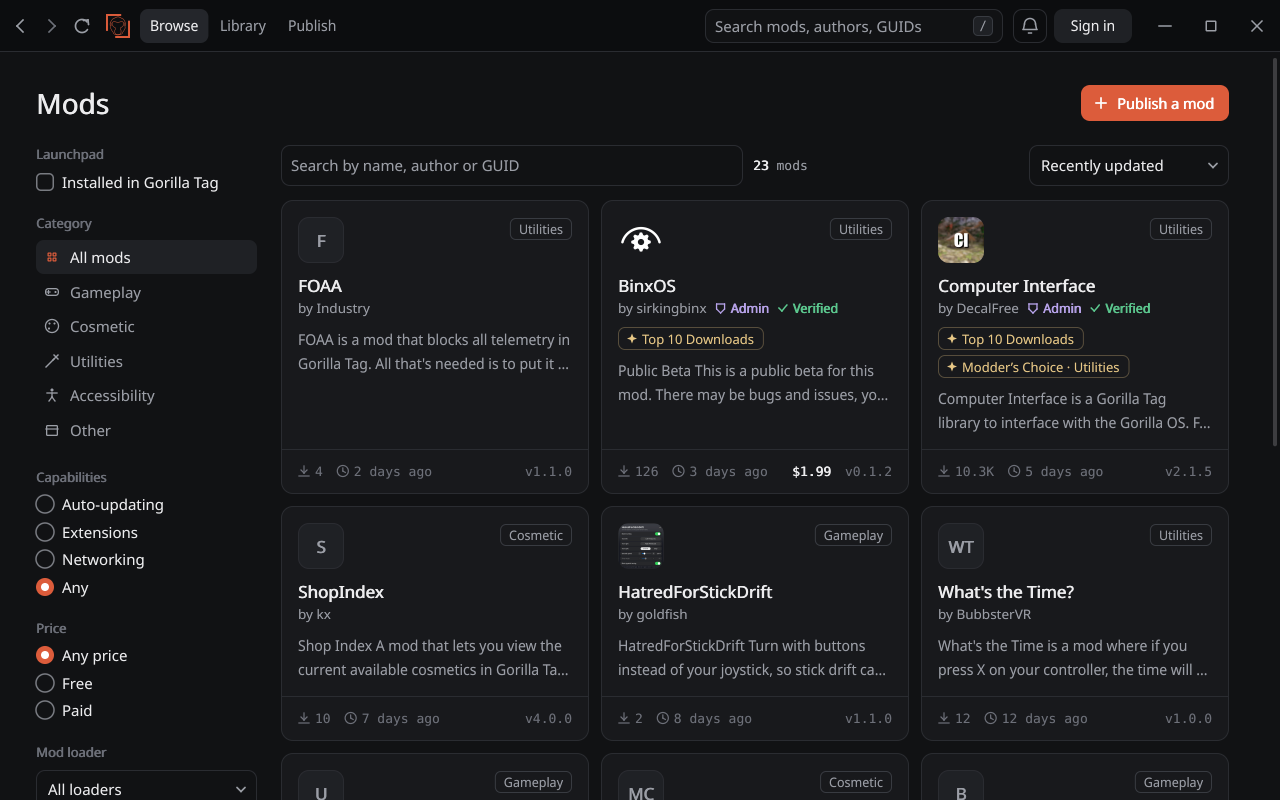 Browse
Library
Publish
Search mods, authors, GUIDs
/
Sign in
Mods
Publish a mod
Launchpad
Installed in Gorilla Tag
Search by name, author or GUID
23 mods
Recently updated
Category
All mods
Gameplay
Cosmetic
Utilities
Accessibility
Other
Capabilities
Auto-updating
Extensions
Networking
Any
Price
Any price
Free
Paid
Mod loader
All loaders
F
Utilities
FOAA
by Industry
FOAA is a mod that blocks all telemetry in
Gorilla Tag. All that's needed is to put it ...
4
2 days ago
v1.1.0
Utilities
BinxOS
by sirkingbinx Admin Verified
Top 10 Downloads
Public Beta This is a public beta for this
mod. There may be bugs and issues, yo...
126
3 days ago
$1.99
v0.1.2
CI
Utilities
Computer Interface
by DecalFree Admin Verified
Top 10 Downloads
Modder's Choice · Utilities
Computer Interface is a Gorilla Tag
library to interface with the Gorilla OS. F...
10.3K
5 days ago
v2.1.5
S
Cosmetic
ShopIndex
by kx
Shop Index A mod that lets you view the
current available cosmetics in Gorilla Ta...
10
7 days ago
v4.0.0
Gameplay
HatredForStickDrift
by goldfish
HatredForStickDrift Turn with buttons
instead of your joystick, so stick drift ca...
2
8 days ago
v1.1.0
WT
Utilities
What's the Time?
by BubbsterVR
What's the Time is a mod where if you
press X on your controller, the time will ...
12
12 days ago
v1.0.0
U
Gameplay
MC
Cosmetic
B
Gameplay